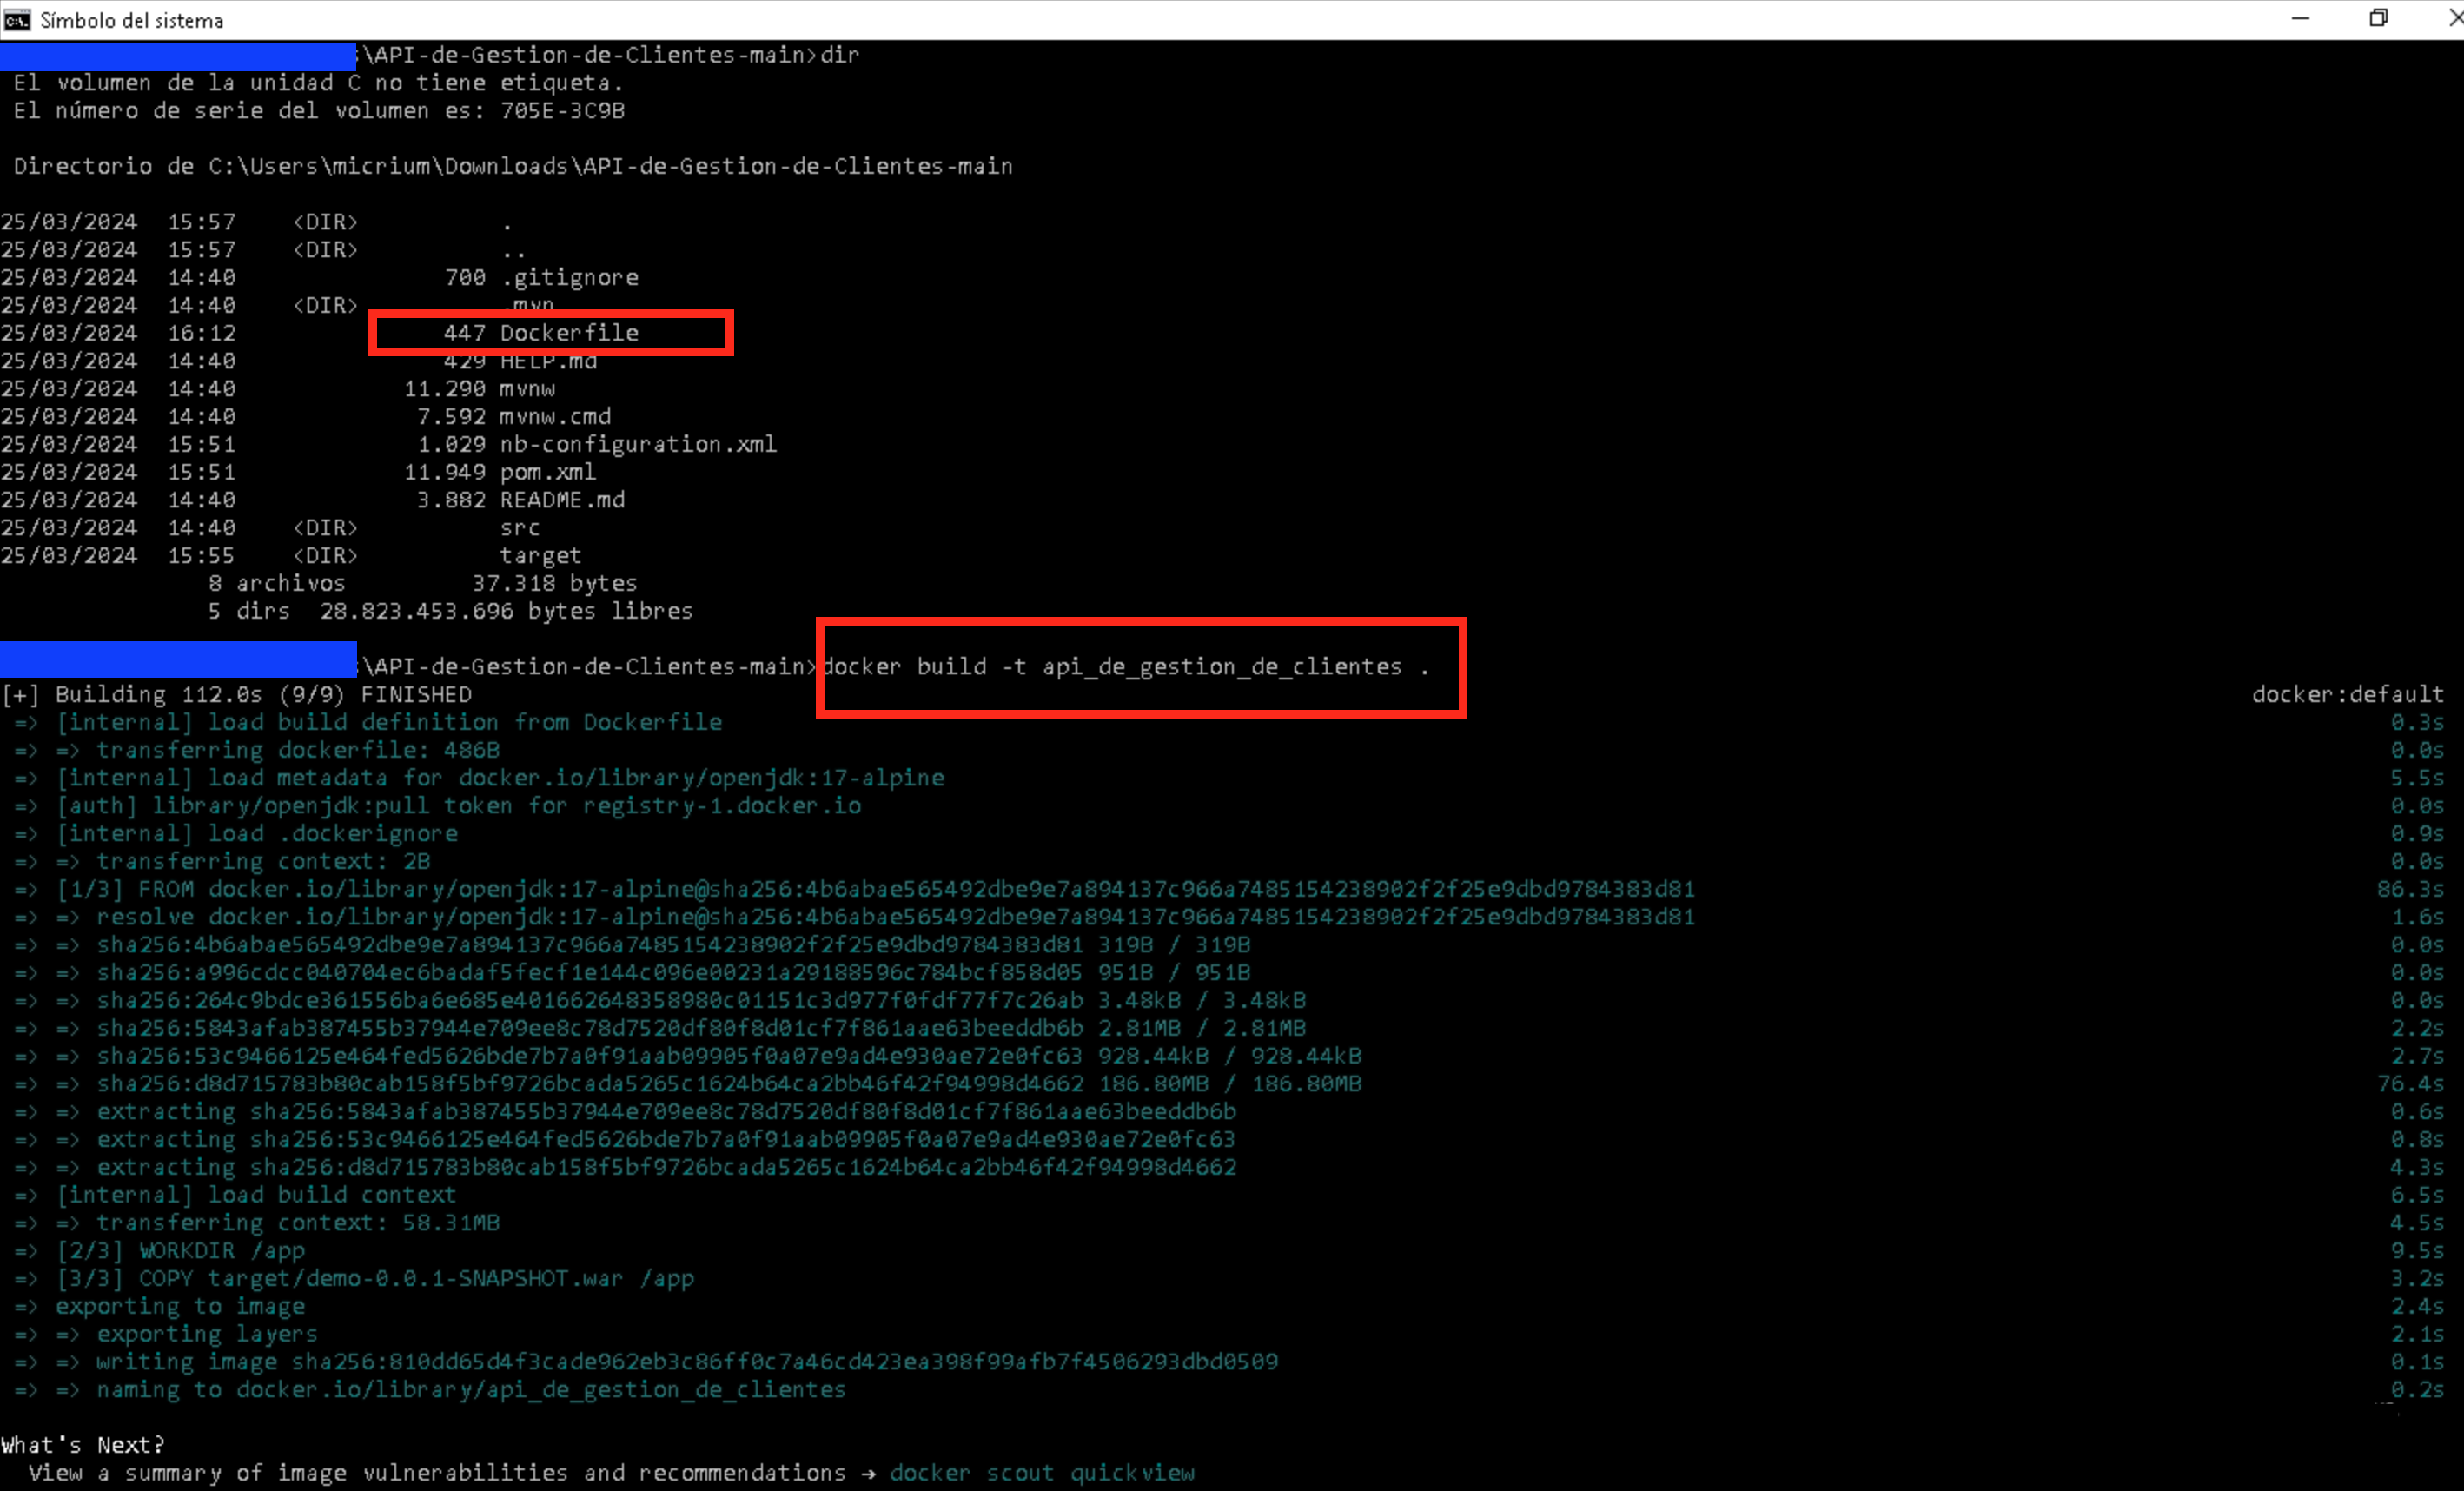 Símbolo del sistema
\API-de-Gestion-de-Clientes-main>dir
El volumen de la unidad C no tiene etiqueta.
El número de serie del volumen es: 705E-3C9B
Directorio de C:\Users\micrium\Downloads\API-de-Gestion-de-Clientes-main
25/03/2024 15:57 <DIR> .
25/03/2024 15:57 <DIR> ..
25/03/2024 14:40 700 .gitignore
25/03/2024 14:40 <DIR> .mvn
25/03/2024 16:12 447 Dockerfile
25/03/2024 14:40 429 HELP.md
25/03/2024 14:40 11.290 mvnw
25/03/2024 14:40 7.592 mvnw.cmd
25/03/2024 15:51 1.029 nb-configuration.xml
25/03/2024 15:51 11.949 pom.xml
25/03/2024 14:40 3.882 README.md
25/03/2024 14:40 <DIR> src
25/03/2024 15:55 <DIR> target
8 archivos 37.318 bytes
5 dirs 28.823.453.696 bytes libres
\API-de-Gestion-de-Clientes-main>docker build -t api_de_gestion_de_clientes .
[+] Building 112.0s (9/9) FINISHED docker:default
=> [internal] load build definition from Dockerfile 0.3s
=> => transferring dockerfile: 486B 0.0s
=> [internal] load metadata for docker.io/library/openjdk:17-alpine 5.5s
=> [auth] library/openjdk:pull token for registry-1.docker.io 0.0s
=> [internal] load .dockerignore 0.9s
=> => transferring context: 2B 0.0s
=> [1/3] FROM docker.io/library/openjdk:17-alpine@sha256:4b6abae565492dbe9e7a894137c966a7485154238902f2f25e9dbd9784383d81 86.3s
=> => resolve docker.io/library/openjdk:17-alpine@sha256:4b6abae565492dbe9e7a894137c966a7485154238902f2f25e9dbd9784383d81 1.6s
=> => sha256:4b6abae565492dbe9e7a894137c966a7485154238902f2f25e9dbd9784383d81 319B / 319B 0.0s
=> => sha256:a996cdcc040704ec6badaf5fecf1e144c096e00231a29188596c784bcf858d05 951B / 951B 0.0s
=> => sha256:264c9bdce361556ba6e685e401662648358980c01151c3d977f0fdf77f7c26ab 3.48kB / 3.48kB 0.0s
=> => sha256:5843afab387455b37944e709ee8c78d7520df80f8d01cf7f861aae63beeddb6b 2.81MB / 2.81MB 2.2s
=> => sha256:53c9466125e464fed5626bde7b7a0f91aab09905f0a07e9ad4e930ae72e0fc63 928.44kB / 928.44kB 2.7s
=> => sha256:d8d715783b80cab158f5bf9726bcada5265c1624b64ca2bb46f42f94998d4662 186.80MB / 186.80MB 76.4s
=> => extracting sha256:5843afab387455b37944e709ee8c78d7520df80f8d01cf7f861aae63beeddb6b 0.6s
=> => extracting sha256:53c9466125e464fed5626bde7b7a0f91aab09905f0a07e9ad4e930ae72e0fc63 0.8s
=> => extracting sha256:d8d715783b80cab158f5bf9726bcada5265c1624b64ca2bb46f42f94998d4662 4.3s
=> [internal] load build context 6.5s
=> => transferring context: 58.31MB 4.5s
=> [2/3] WORKDIR /app 9.5s
=> [3/3] COPY target/demo-0.0.1-SNAPSHOT.war /app 3.2s
=> exporting to image 2.4s
=> => exporting layers 2.1s
=> => writing image sha256:810dd65d4f3cade962eb3c86ff0c7a46cd423ea398f99afb7f4506293dbd0509 0.1s
=> => naming to docker.io/library/api_de_gestion_de_clientes 0.2s
What's Next?
View a summary of image vulnerabilities and recommendations → docker scout quickview